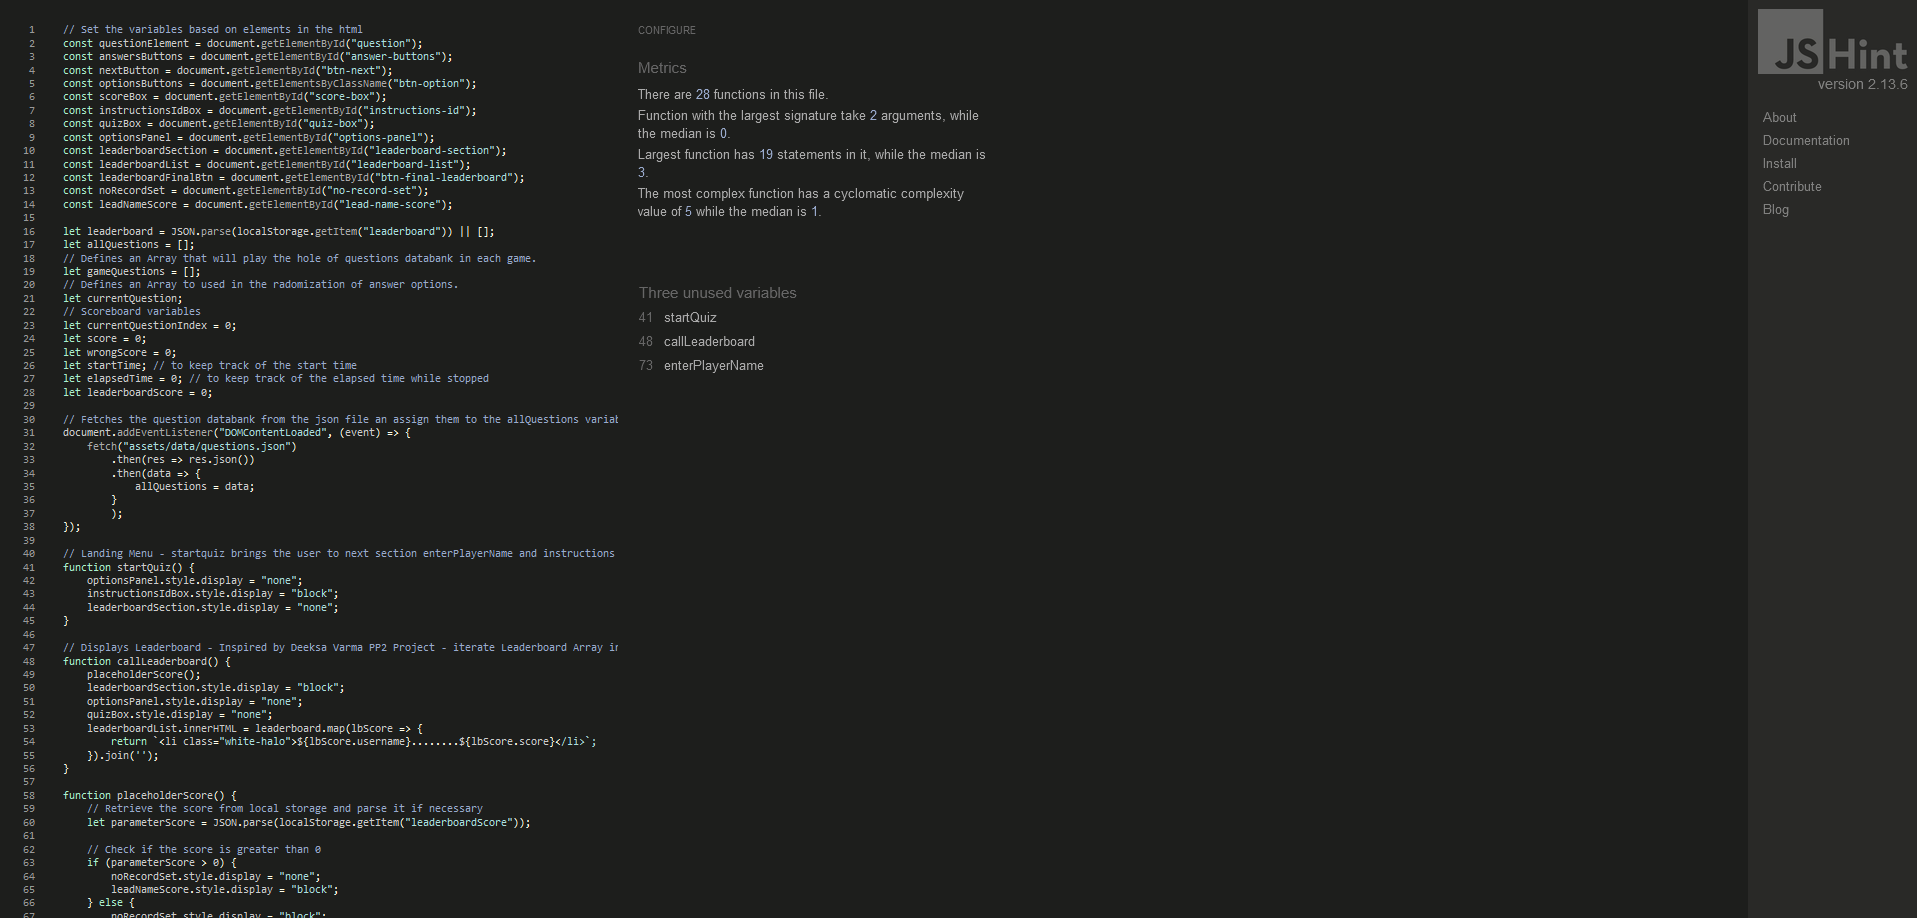 1 // Set the variables based on elements in the html
2 const questionElement = document.getElementById("question");
3 const answersButtons = document.getElementById("answer-buttons");
4 const nextButton = document.getElementById("btn-next");
5 const optionsButtons = document.getElementsByClassName("btn-option");
6 const scoreBox = document.getElementById("score-box");
7 const instructionsIdBox = document.getElementById("instructions-id");
8 const quizBox = document.getElementById("quiz-box");
9 const optionsPanel = document.getElementById("options-panel");
10 const leaderboardSection = document.getElementById("leaderboard-section");
11 const leaderboardList = document.getElementById("leaderboard-list");
12 const leaderboardFinalBtn = document.getElementById("btn-final-leaderboard");
13 const noRecordSet = document.getElementById("no-record-set");
14 const leadNameScore = document.getElementById("lead-name-score");
15
16 let leaderboard = JSON.parse(localStorage.getItem("leaderboard")) || [];
17 let allQuestions = [];
18 // Defines an Array that will play the hole of questions databank in each game.
19 let gameQuestions = [];
20 // Defines an Array to used in the radomization of answer options.
21 let currentQuestion;
22 // Scoreboard variables
23 let currentQuestionIndex = 0;
24 let score = 0;
25 let wrongScore = 0;
26 let startTime; // to keep track of the start time
27 let elapsedTime = 0; // to keep track of the elapsed time while stopped
28 let leaderboardScore = 0;
29
30 // Fetches the question databank from the json file an assign them to the allQuestions variab
31 document.addEventListener("DOMContentLoaded", (event) => {
32 fetch("assets/data/questions.json")
33 .then(res => res.json())
34 .then(data => {
35 allQuestions = data;
36 }
37 );
38 });
39
40 // Landing Menu - startquiz brings the user to next section enterPlayerName and instructions
41 function startQuiz() {
42 optionsPanel.style.display = "none";
43 instructionsIdBox.style.display = "block";
44 leaderboardSection.style.display = "none";
45 }
46
47 // Displays Leaderboard - Inspired by Deeksa Varma PP2 Project - iterate Leaderboard Array in
48 function callLeaderboard() {
49 placeholderScore();
50 leaderboardSection.style.display = "block";
51 optionsPanel.style.display = "none";
52 quizBox.style.display = "none";
53 leaderboardList.innerHTML = leaderboard.map(lbScore => {
54 return `<li class="white-halo">${lbScore.username}........${lbScore.score}</li>`;
55 }).join('');
56 }
57
58 function placeholderScore() {
59 // Retrieve the score from local storage and parse it if necessary
60 let parameterScore = JSON.parse(localStorage.getItem("leaderboardScore"));
61
62 // Check if the score is greater than 0
63 if (parameterScore > 0) {
64 noRecordSet.style.display = "none";
65 leadNameScore.style.display = "block";
66 } else {
67 noRecordSet.style.display = "block";
CONFIGURE
Metrics
There are 28 functions in this file.
Function with the largest signature take 2 arguments, while
the median is 0.
Largest function has 19 statements in it, while the median is
3.
The most complex function has a cyclomatic complexity
value of 5 while the median is 1.
Three unused variables
41 startQuiz
48 callLeaderboard
73 enterPlayerName
JSHint
version 2.13.6
About
Documentation
Install
Contribute
Blog